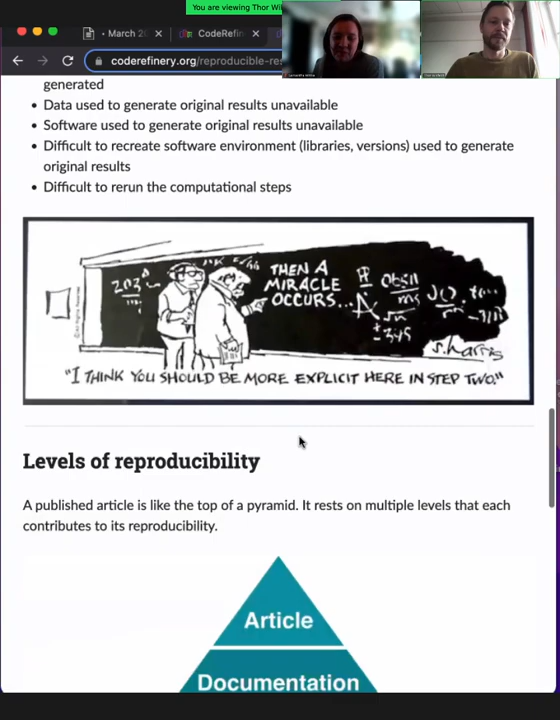 You are viewing Thor Wil
• March 2
CodeRefin
coderefinery.org/reproducible-res
generated
• Data used to generate original results unavailable
• Software used to generate original results unavailable
• Difficult to recreate software environment (libraries, versions) used to generate
original results
• Difficult to rerun the computational steps
THEN A
MIRACLE
OCCURS...
S. Harris
"I THINK YOU SHOULD BE MORE EXPLICIT HERE IN STEP TWO."
Levels of reproducibility
A published article is like the top of a pyramid. It rests on multiple levels that each
contributes to its reproducibility.
Article
Documentation